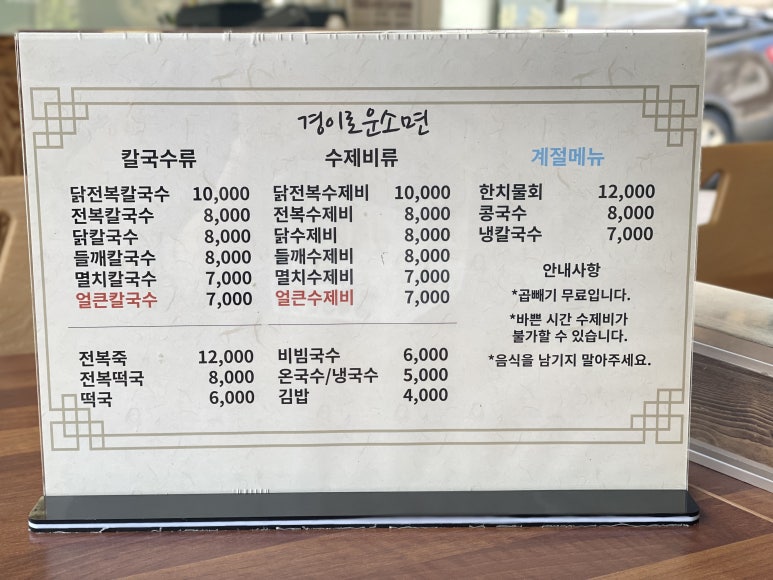 경이로운소면
칼국수류
닭전복칼국수 10,000
전복칼국수 8,000
닭칼국수 8,000
들깨칼국수 8,000
멸치칼국수 7,000
얼큰칼국수 7,000
수제비류
닭전복수제비 10,000
전복수제비 8,000
닭수제비 8,000
들깨수제비 8,000
멸치수제비 7,000
얼큰수제비 7,000
전복죽 12,000
전복떡국 8,000
떡국 6,000
비빔국수 6,000
온국수/냉국수 5,000
김밥 4,000
계절메뉴
한치물회 12,000
콩국수 8,000
냉칼국수 7,000
안내사항
*곱빼기 무료입니다.
*바쁜 시간 수제비가
불가할 수 있습니다.
*음식을 남기지 말아주세요.